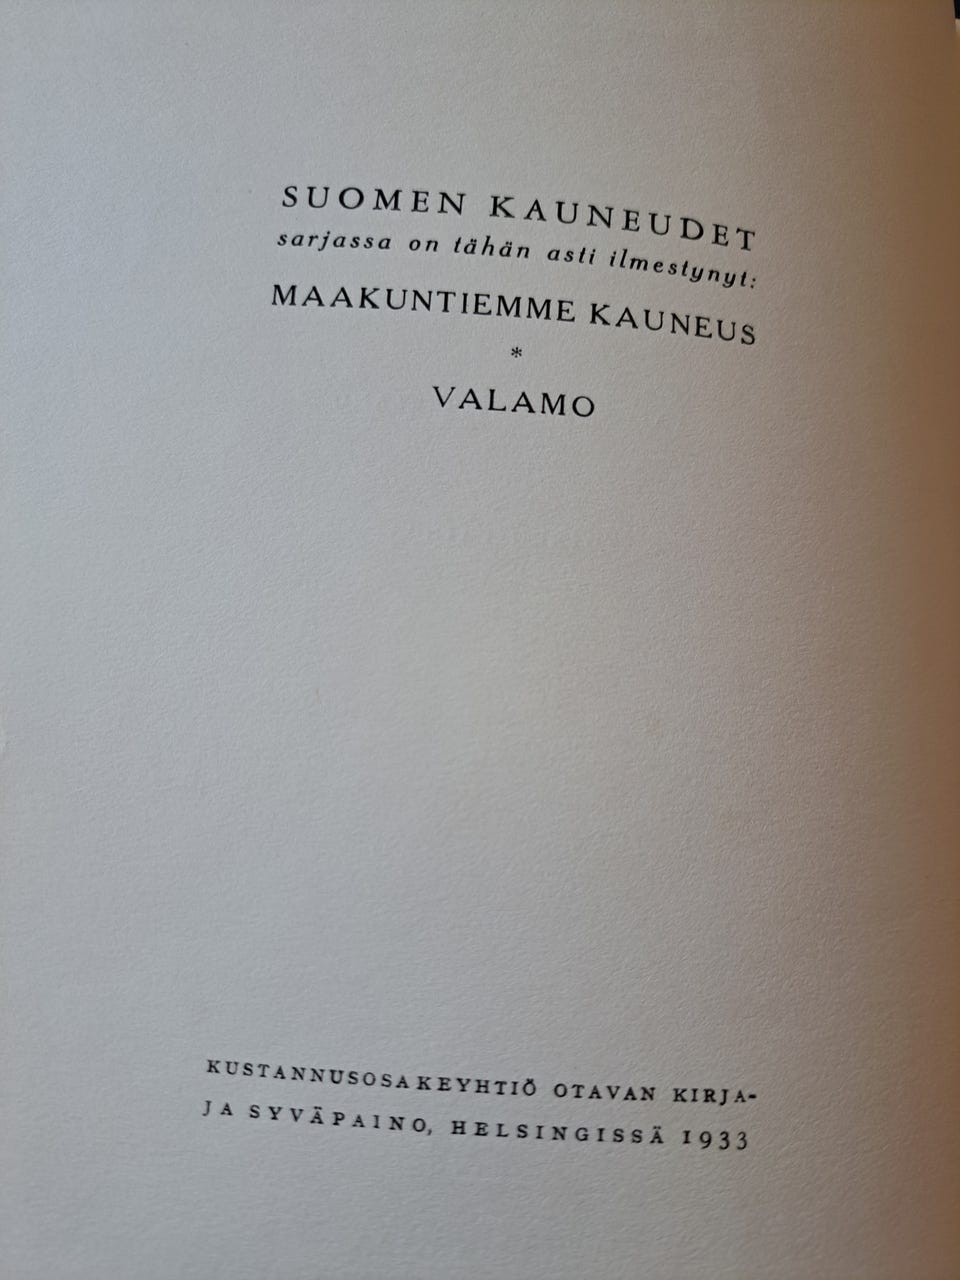 SUOMEN KAUNEUDET
sarjassa on tähän asti ilmestynyt:
MAAKUNTIEMME KAUNEUS
*
VALAMO
KUSTANNUSOSAKEYHTIÖ OTAVAN KIRJA-
JA SYVÄPAINO, HELSINGISSÄ 1933